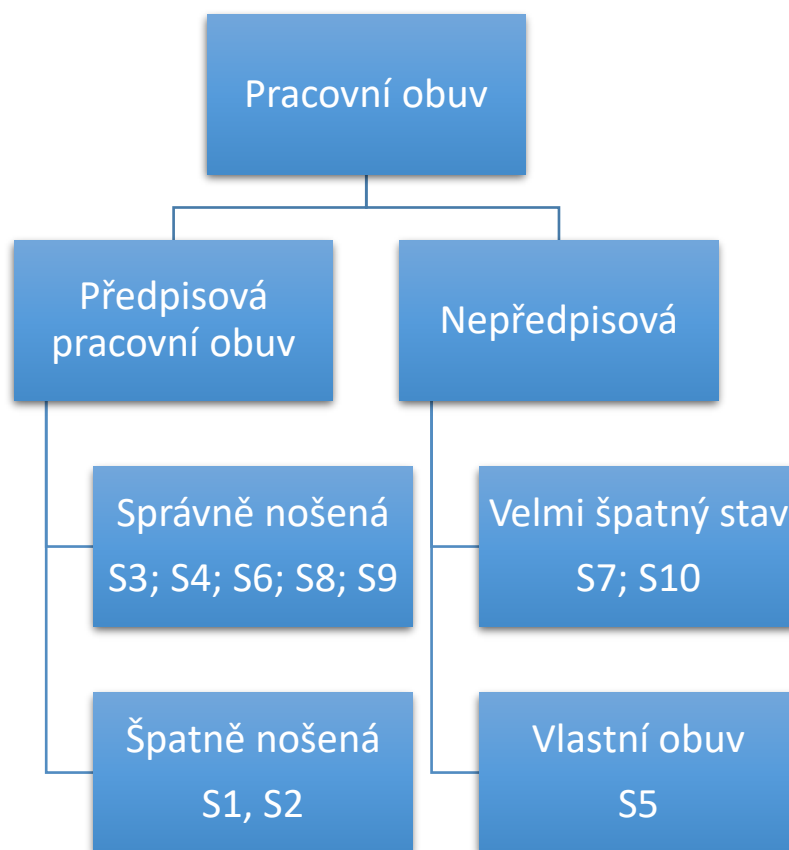 Pracovní obuv
Předpisová
pracovní obuv
Nepředpisová
Správně nošená
S3; S4; S6; S8; S9
Velmi špatný stav
S7; S10
Špatně nošená
S1, S2
Vlastní obuv
S5